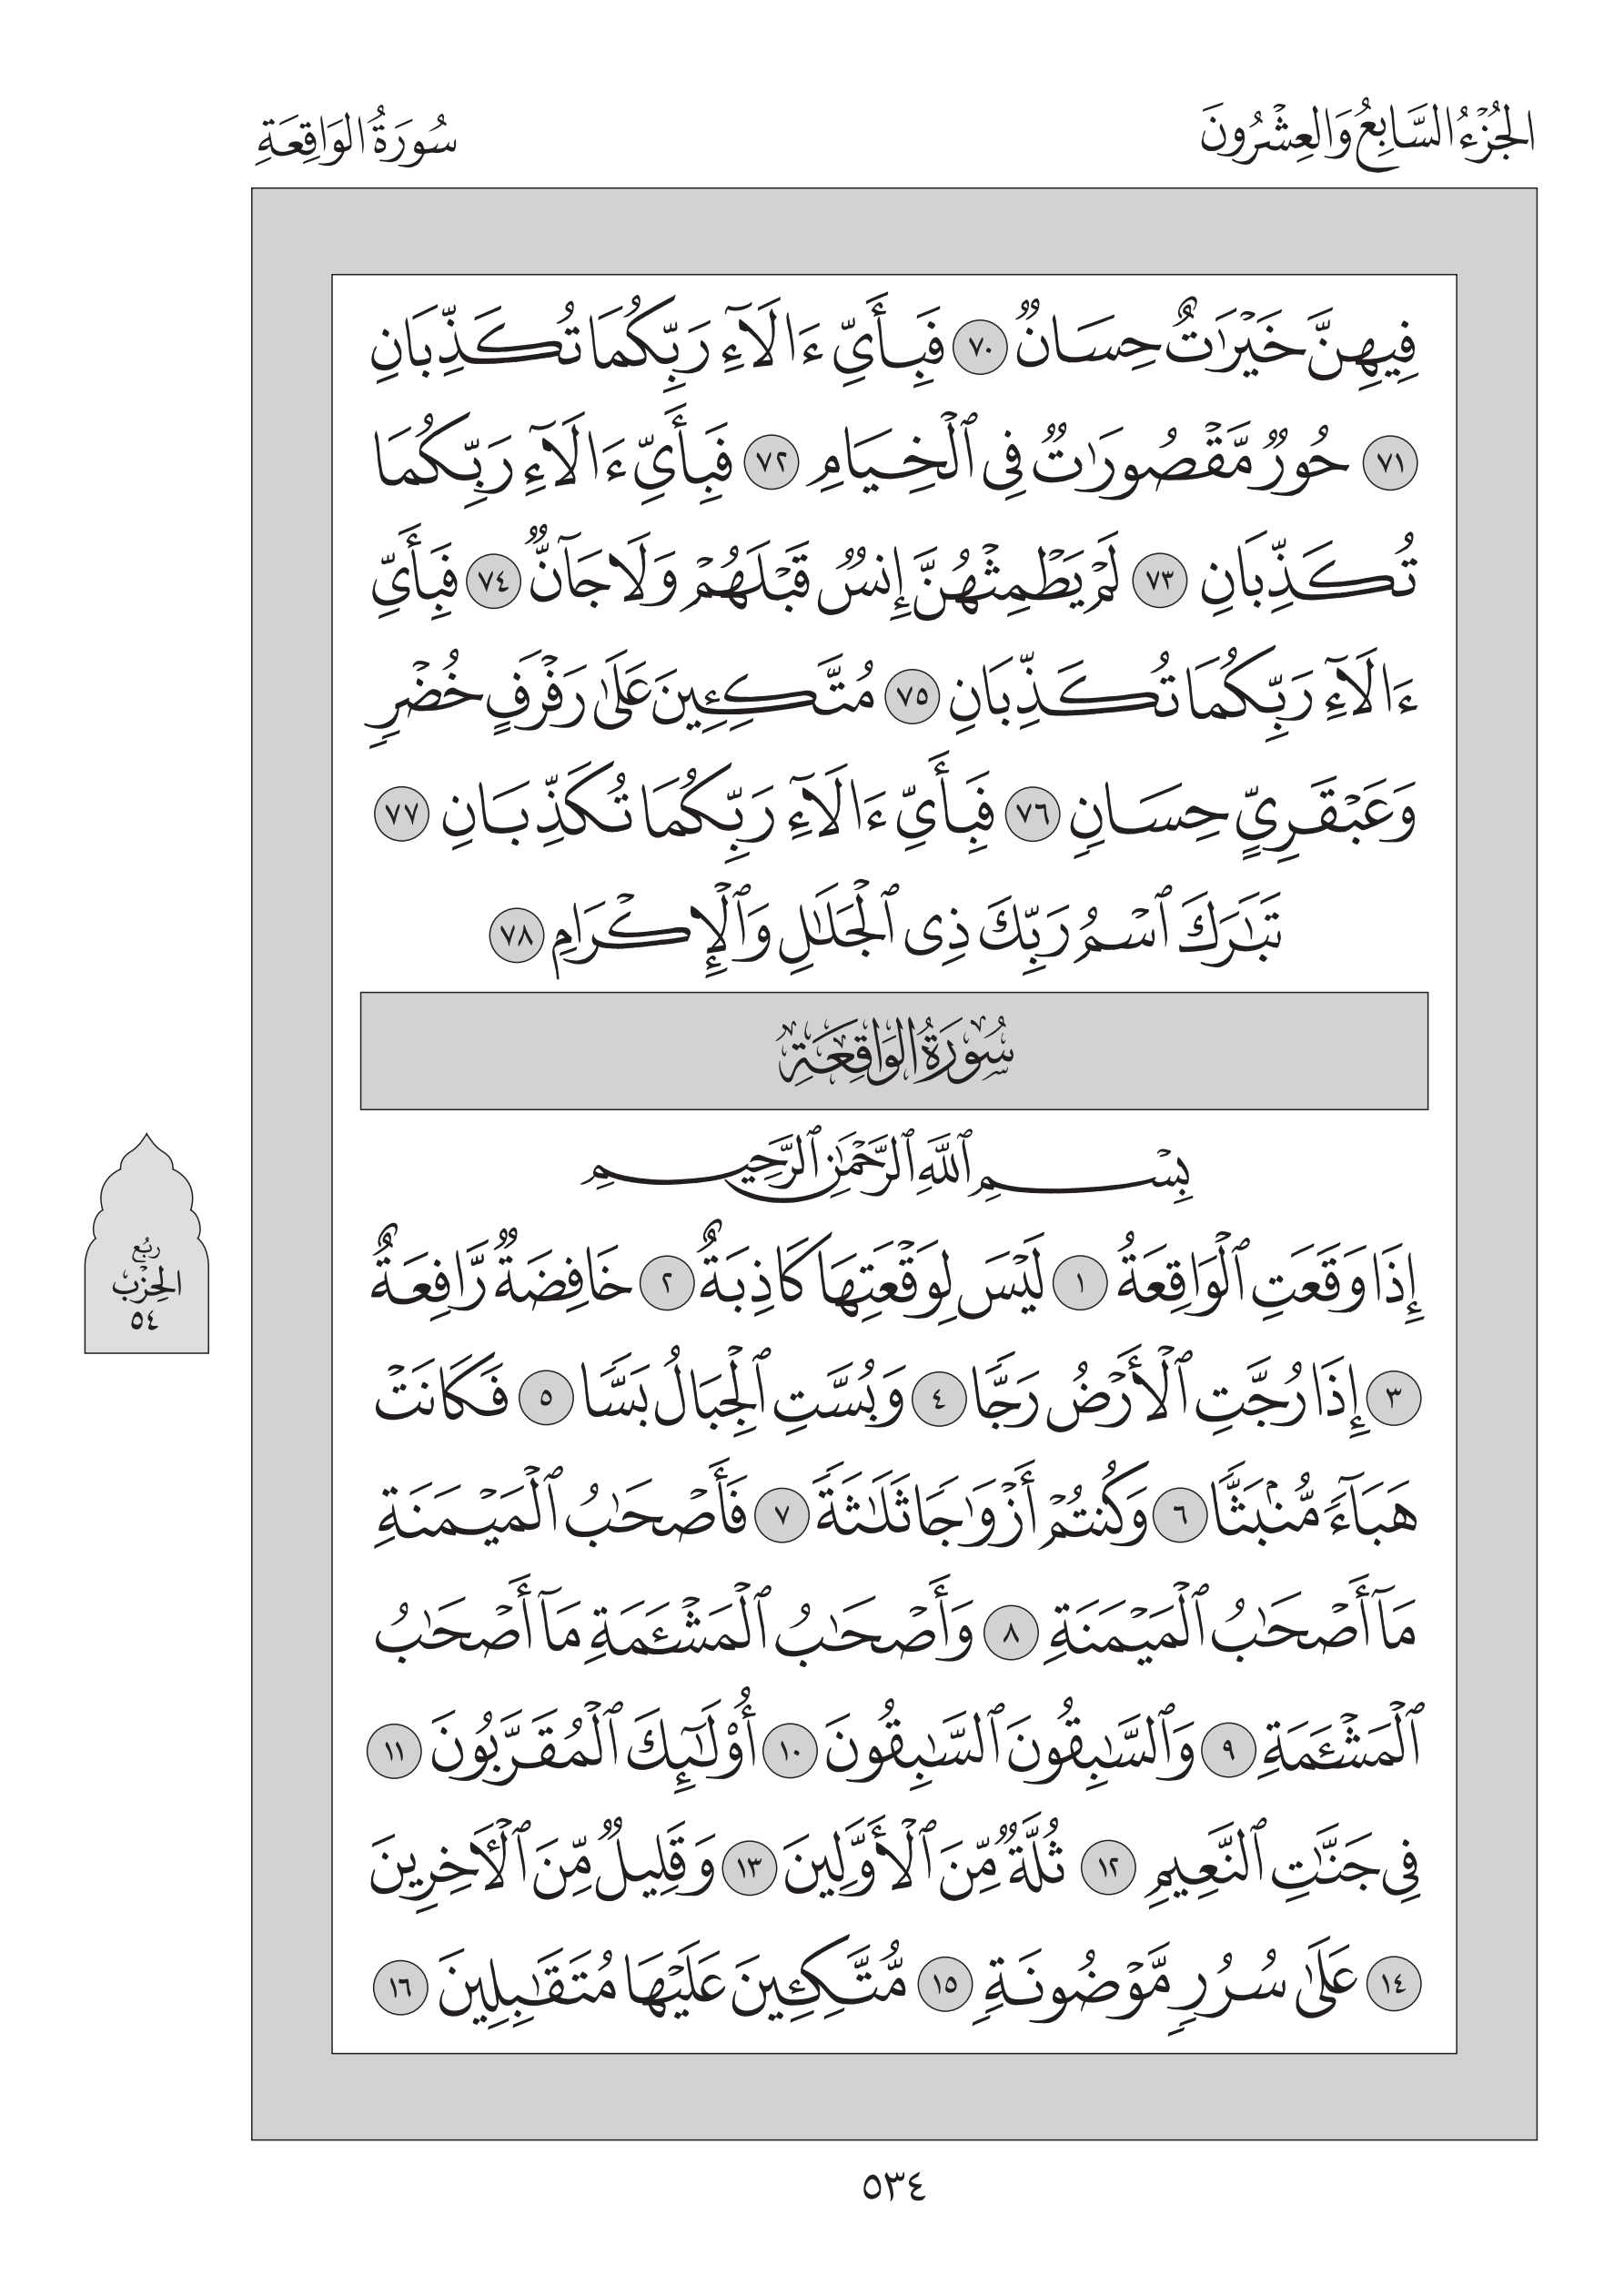 الجُزْءُ السَّابِعُ وَالعِشْرُونَ
سُورَةُ الوَاقِعَةِ
فِيهِنَّ خَيْرَٰتٌ حِسَانٌ ٧٠ فَبِأَيِّ ءَالَآءِ رَبِّكُمَا تُكَذِّبَانِ
٧١ حُورٌ مَّقْصُورَٰتٌ فِى ٱلْخِيَامِ ٧٢ فَبِأَيِّ ءَالَآءِ رَبِّكُمَا
تُكَذِّبَانِ ٧٣ لَمْ يَطْمِثْهُنَّ إِنسٌ قَبْلَهُمْ وَلَا جَآنٌّ ٧٤ فَبِأَيِّ
ءَالَآءِ رَبِّكُمَا تُكَذِّبَانِ ٧٥ مُتَّكِـِٔينَ عَلَىٰ رَفْرَفٍ خُضْرٍ
وَعَبْقَرِيٍّ حِسَانٍ ٧٦ فَبِأَيِّ ءَالَآءِ رَبِّكُمَا تُكَذِّبَانِ ٧٧
تَبَٰرَكَ ٱسْمُ رَبِّكَ ذِى ٱلْجَلَٰلِ وَٱلْإِكْرَامِ ٧٨
سُورَةُ الوَاقِعَةِ
بِسْمِ ٱللَّهِ ٱلرَّحْمَٰنِ ٱلرَّحِيمِ
إِذَا وَقَعَتِ ٱلْوَاقِعَةُ ١ لَيْسَ لِوَقْعَتِهَا كَاذِبَةٌ ٢ خَافِضَةٌ رَّافِعَةٌ
٣ إِذَا رُجَّتِ ٱلْأَرْضُ رَجًّا ٤ وَبُسَّتِ ٱلْجِبَالُ بَسًّا ٥ فَكَانَتْ
هَبَآءً مُّنۢبَثًّا ٦ وَكُنتُمْ أَزْوَٰجًا ثَلَٰثَةً ٧ فَأَصْحَٰبُ ٱلْمَيْمَنَةِ
مَآ أَصْحَٰبُ ٱلْمَيْمَنَةِ ٨ وَأَصْحَٰبُ ٱلْمَشْـَٔمَةِ مَآ أَصْحَٰبُ
ٱلْمَشْـَٔمَةِ ٩ وَٱلسَّٰبِقُونَ ٱلسَّٰبِقُونَ ١٠ أُو۟لَٰٓئِكَ ٱلْمُقَرَّبُونَ ١١
فِى جَنَّٰتِ ٱلنَّعِيمِ ١٢ ثُلَّةٌ مِّنَ ٱلْأَوَّلِينَ ١٣ وَقَلِيلٌ مِّنَ ٱلْـَٔاخِرِينَ
١٤ عَلَىٰ سُرُرٍ مَّوْضُونَةٍ ١٥ مُّتَّكِـِٔينَ عَلَيْهَا مُتَقَٰبِلِينَ ١٦
رُبْعُ
الحِزْبِ
٥٤
٥٣٤